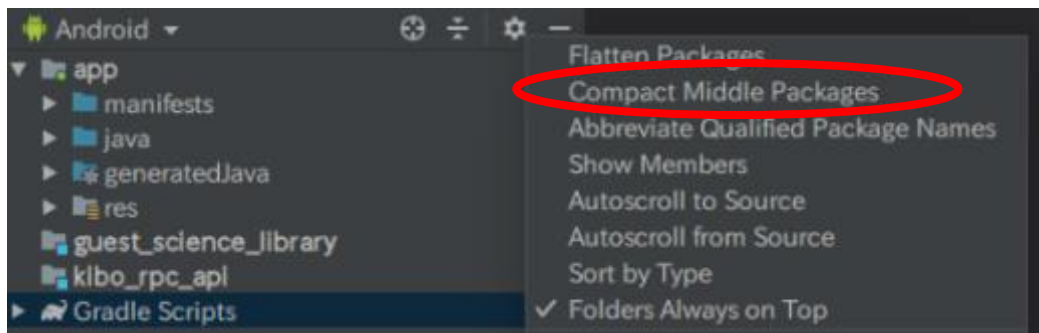 Android
app
manifests
java
generatedJava
res
guest_science_library
kibo_rpc_api
Gradle Scripts
Flatten Packages
Compact Middle Packages
Abbreviate Qualified Package Names
Show Members
Autoscroll to Source
Autoscroll from Source
Sort by Type
Folders Always on Top